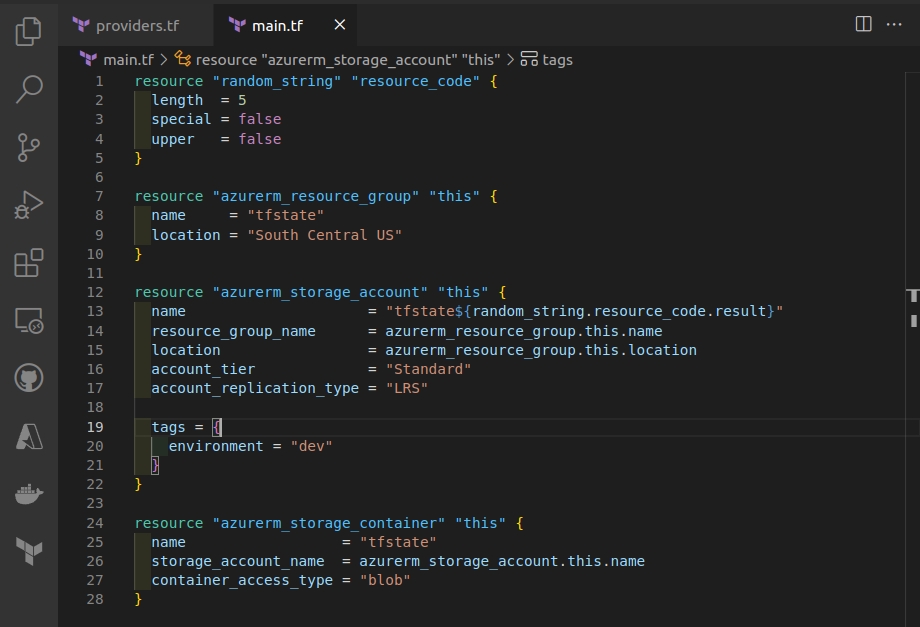 providers.tf
main.tf
main.tf > resource "azurerm_storage_account" "this" > tags
1 resource "random_string" "resource_code" {
2   length  = 5
3   special = false
4   upper   = false
5 }
6
7 resource "azurerm_resource_group" "this" {
8   name     = "tfstate"
9   location = "South Central US"
10 }
11
12 resource "azurerm_storage_account" "this" {
13   name                     = "tfstate${random_string.resource_code.result}"
14   resource_group_name      = azurerm_resource_group.this.name
15   location                 = azurerm_resource_group.this.location
16   account_tier             = "Standard"
17   account_replication_type = "LRS"
18
19   tags = {
20     environment = "dev"
21   }
22 }
23
24 resource "azurerm_storage_container" "this" {
25   name                  = "tfstate"
26   storage_account_name  = azurerm_storage_account.this.name
27   container_access_type = "blob"
28 }